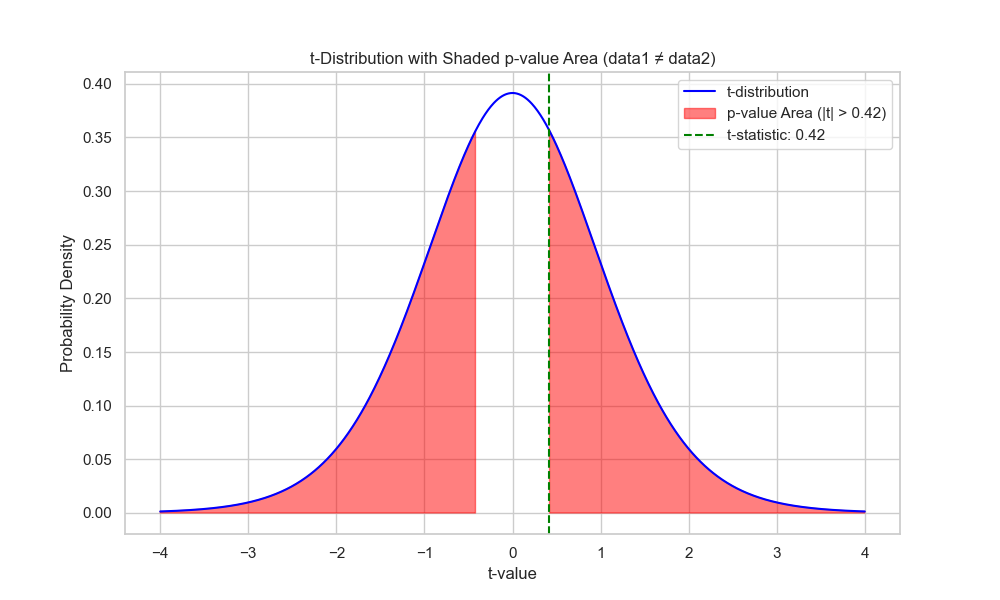 t-Distribution with Shaded p-value Area (data1 ≠ data2)
t-distribution
p-value Area (|t| > 0.42)
t-statistic: 0.42
Probability Density
0.40
0.35
0.30
0.25
0.20
0.15
0.10
0.05
0.00
−4 −3 −2 −1 0 1 2 3 4
t-value